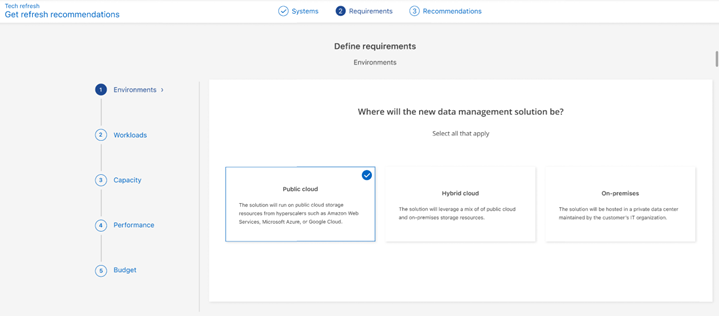 Tech refresh
Get refresh recommendations
Systems
2 Requirements
3 Recommendations
Define requirements
Environments
1 Environments ›
2 Workloads
3 Capacity
4 Performance
5 Budget
Where will the new data management solution be?
Select all that apply
Public cloud
The solution will run on public cloud storage
resources from hyperscalers such as Amazon Web
Services, Microsoft Azure, or Google Cloud.
Hybrid cloud
The solution will leverage a mix of of public cloud
and on-premises storage resources.
On-premises
The solution will be hosted in a private data center
maintained by the customer's IT organization.